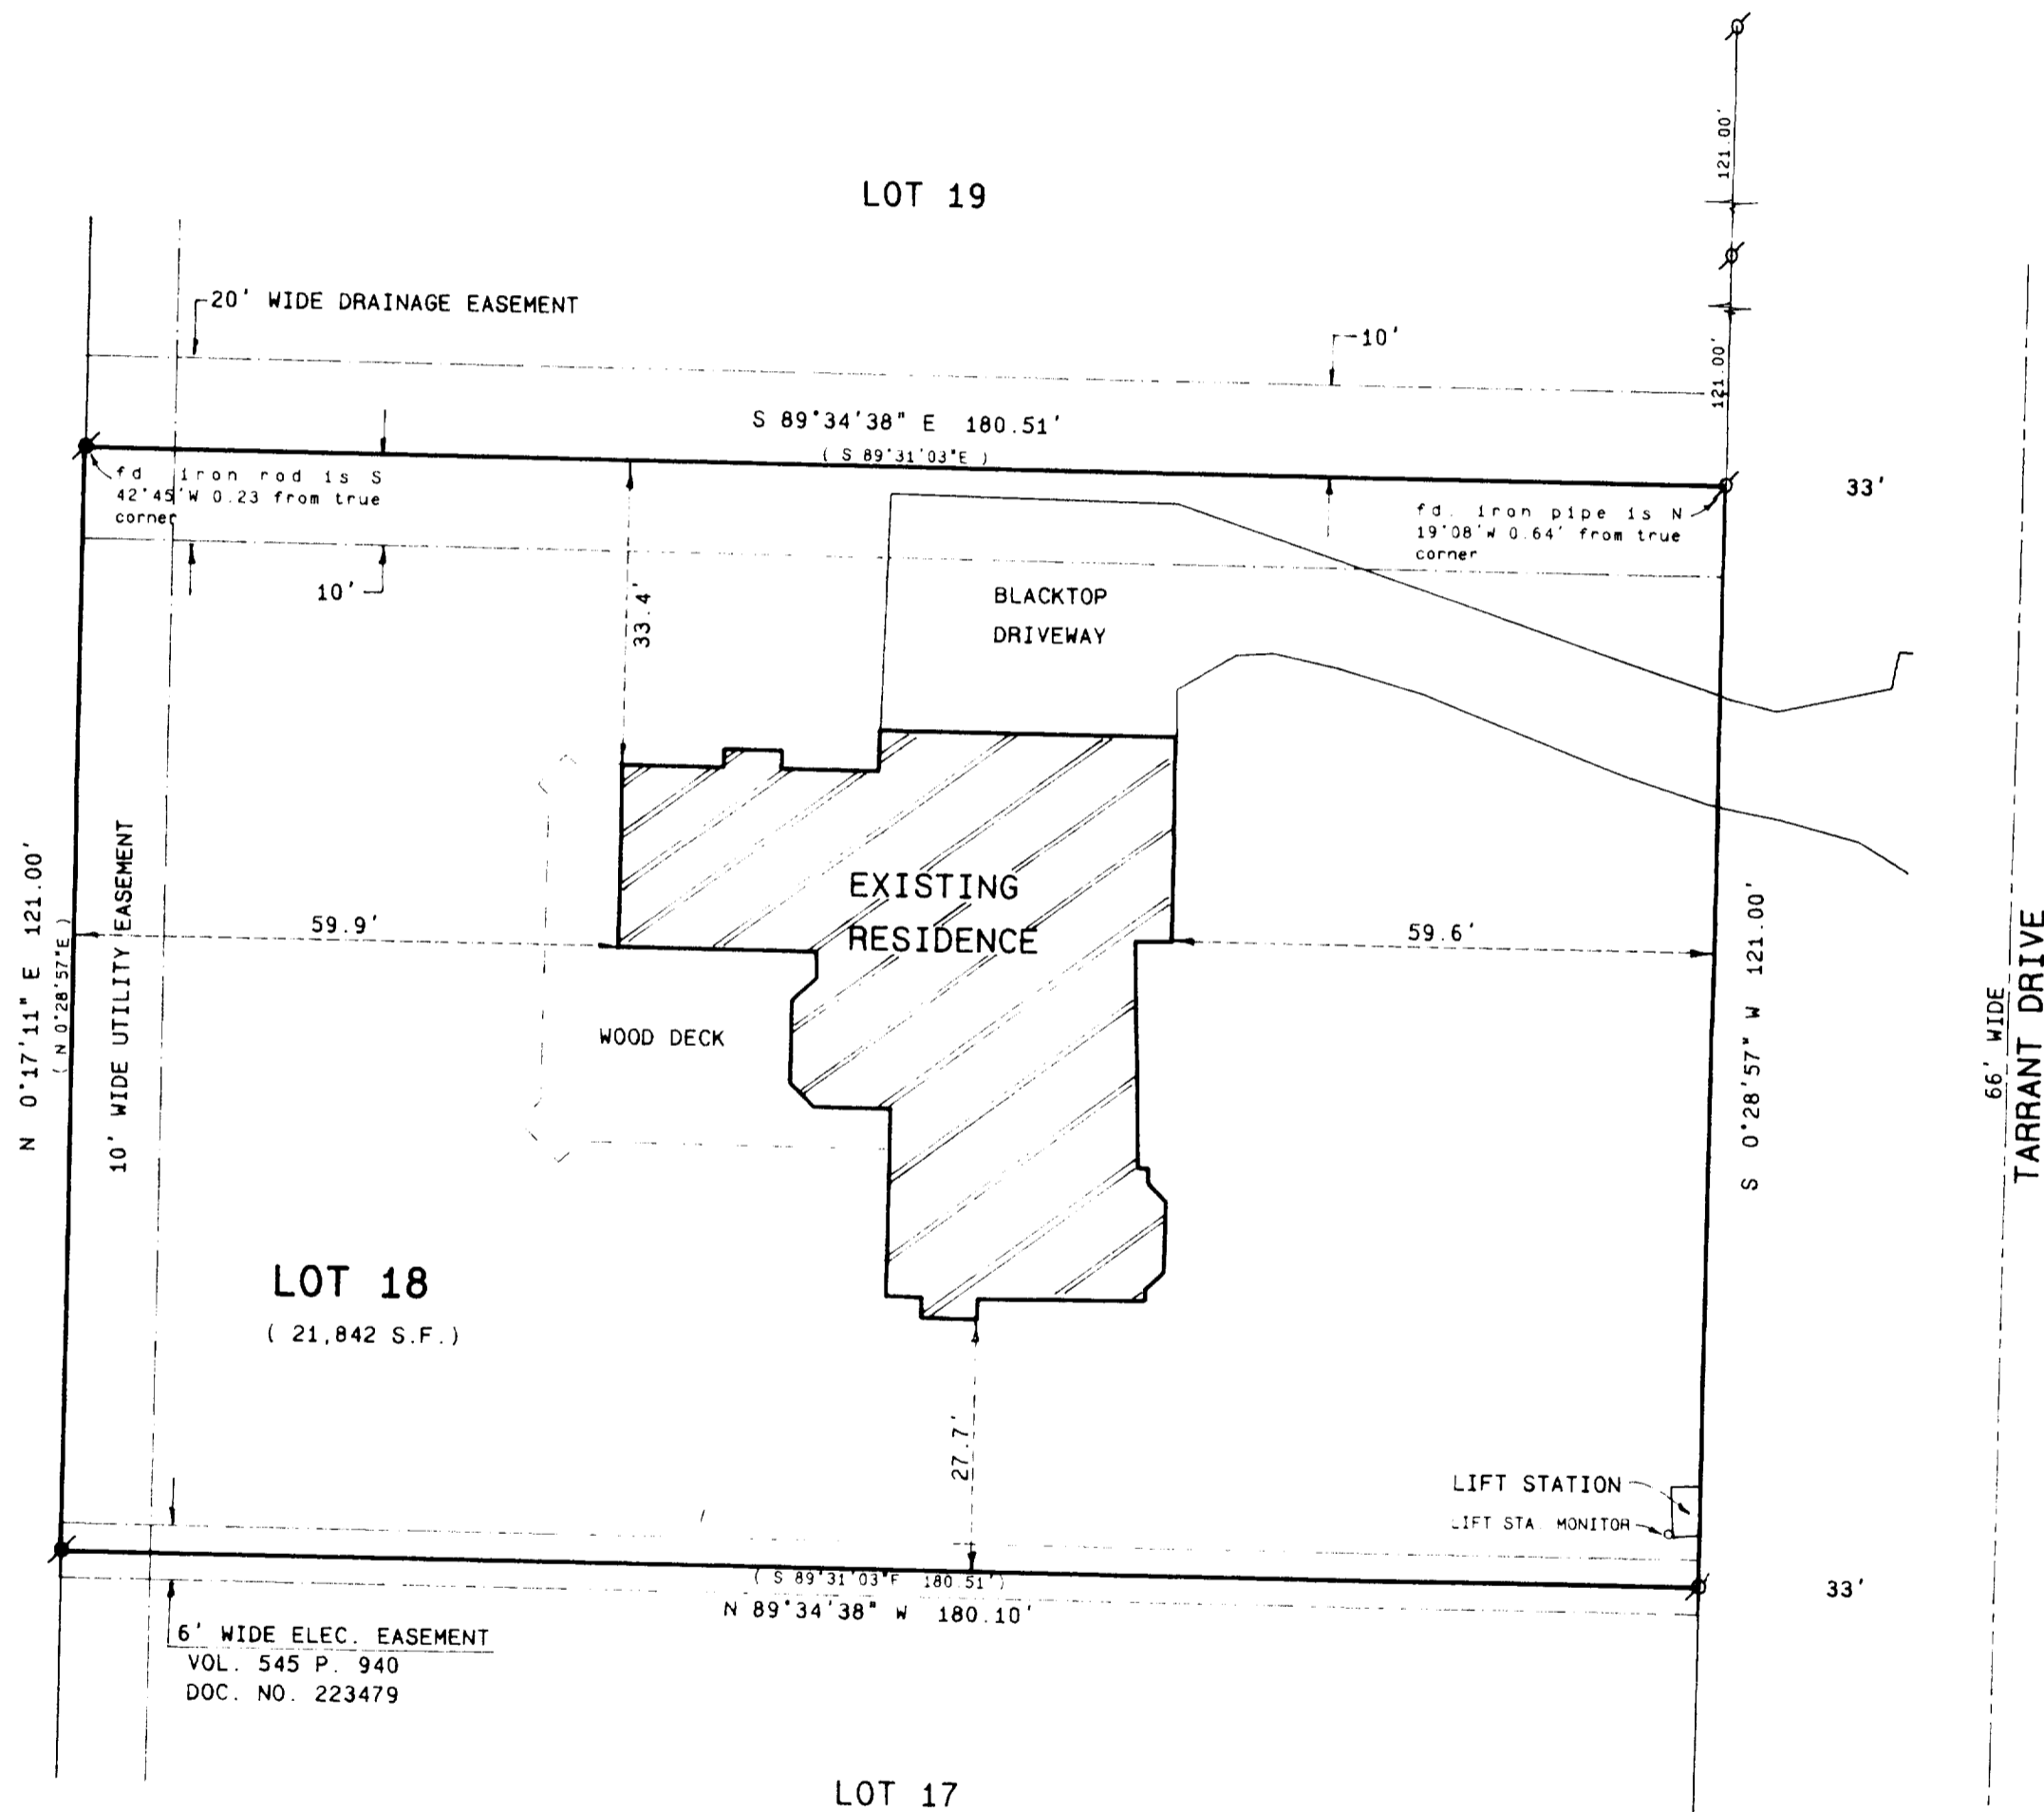 LOT 19
121.00'
20' WIDE DRAINAGE EASEMENT
10'
121.00'
S 89°34'38" E 180.51'
( S 89°31'03"E )
fd. iron rod is S
42°45'W 0.23 from true
corner
33'
fd. iron pipe is N
19°08'W 0.64' from true
corner
10'
33.4'
BLACKTOP
DRIVEWAY
N 0°17'11" E 121.00'
( N 0°28'57"E )
10' WIDE UTILITY EASEMENT
59.9'
EXISTING
RESIDENCE
59.6'
S 0°28'57" W 121.00'
66' WIDE
TARRANT DRIVE
WOOD DECK
LOT 18
( 21,842 S.F.)
27.7'
LIFT STATION
LIFT STA. MONITOR
( S 89°31'03"E 180.51')
N 89°34'38" W 180.10'
33'
6' WIDE ELEC. EASEMENT
VOL. 545 P. 940
DOC. NO. 223479
LOT 17